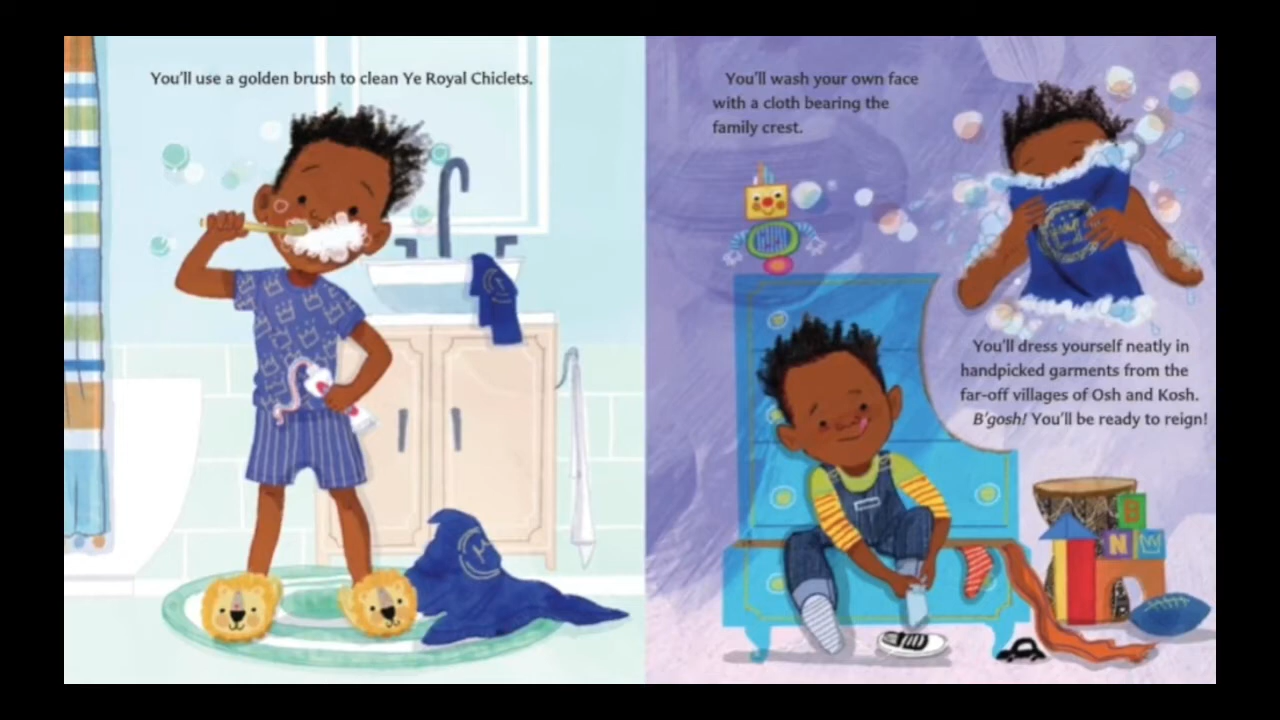 You'll use a golden brush to clean Ye Royal Chiclets.
You'll wash your own face
with a cloth bearing the
family crest.
You'll dress yourself neatly in
handpicked garments from the
far-off villages of Osh and Kosh.
B'gosh! You'll be ready to reign!
B
N